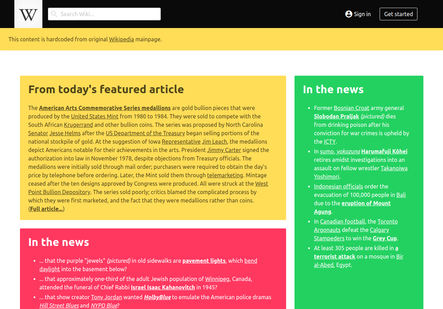 W
Search Wiki...
Sign in
Get started
This content is hardcoded from original Wikipedia mainpage.
From today's featured article
The American Arts Commemorative Series medallions are gold bullion pieces that were
produced by the United States Mint from 1980 to 1984. They were sold to compete with the
South African Krugerrand and other bullion coins. The series was proposed by North Carolina
Senator Jesse Helms after the US Department of the Treasury began selling portions of the
national stockpile of gold. At the suggestion of Iowa Representative Jim Leach, the medallions
depict Americans notable for their achievements in the arts. President Jimmy Carter signed the
authorization into law in November 1978, despite objections from Treasury officials. The
medallions were initially sold through mail order; purchasers were required to obtain the day's
price by telephone before ordering. Later, the Mint sold them through telemarketing. Mintage
ceased after the ten designs approved by Congress were produced. All were struck at the West
Point Bullion Depository. The series sold poorly; critics blamed the complicated process by
which they were first marketed, and the fact that they were medallions rather than coins.
(Full article...)
In the news
... that the purple "jewels" (pictured) in old sidewalks are pavement lights, which bend
daylight into the basement below?
... that approximately one-third of the adult Jewish population of Winnipeg, Canada,
attended the funeral of Chief Rabbi Israel Isaac Kahanovitch in 1945?
... that show creator Tony Jordan wanted HolbyBlue to emulate the American police dramas
Hill Street Blues and NYPD Blue?
In the news
Former Bosnian Croat army general
Slobodan Praljak (pictured) dies
from drinking poison after his
conviction for war crimes is upheld by
the ICTY.
In sumo, yokozuna Harumafuji Kōhei
retires amidst investigations into an
assault on fellow wrestler Takanoiwa
Yoshimori.
Indonesian officials order the
evacuation of 100,000 people in Bali
due to the eruption of Mount
Agung.
In Canadian football, the Toronto
Argonauts defeat the Calgary
Stampeders to win the Grey Cup.
At least 305 people are killed in a
terrorist attack on a mosque in Bir
al-Abed, Egypt.